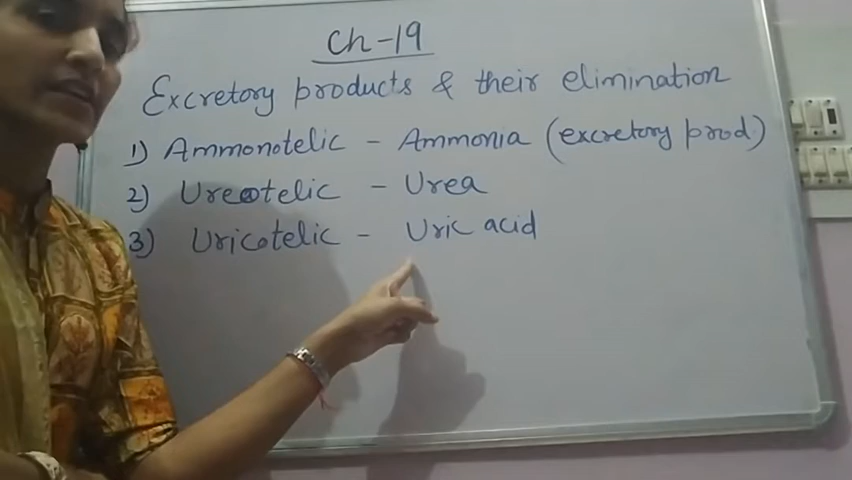 Ch-19
Excretory products & their elimination
1) Ammonotelic - Ammonia (excretory prod)
2) Ureotelic - Urea
3) Uricotelic - Uric acid